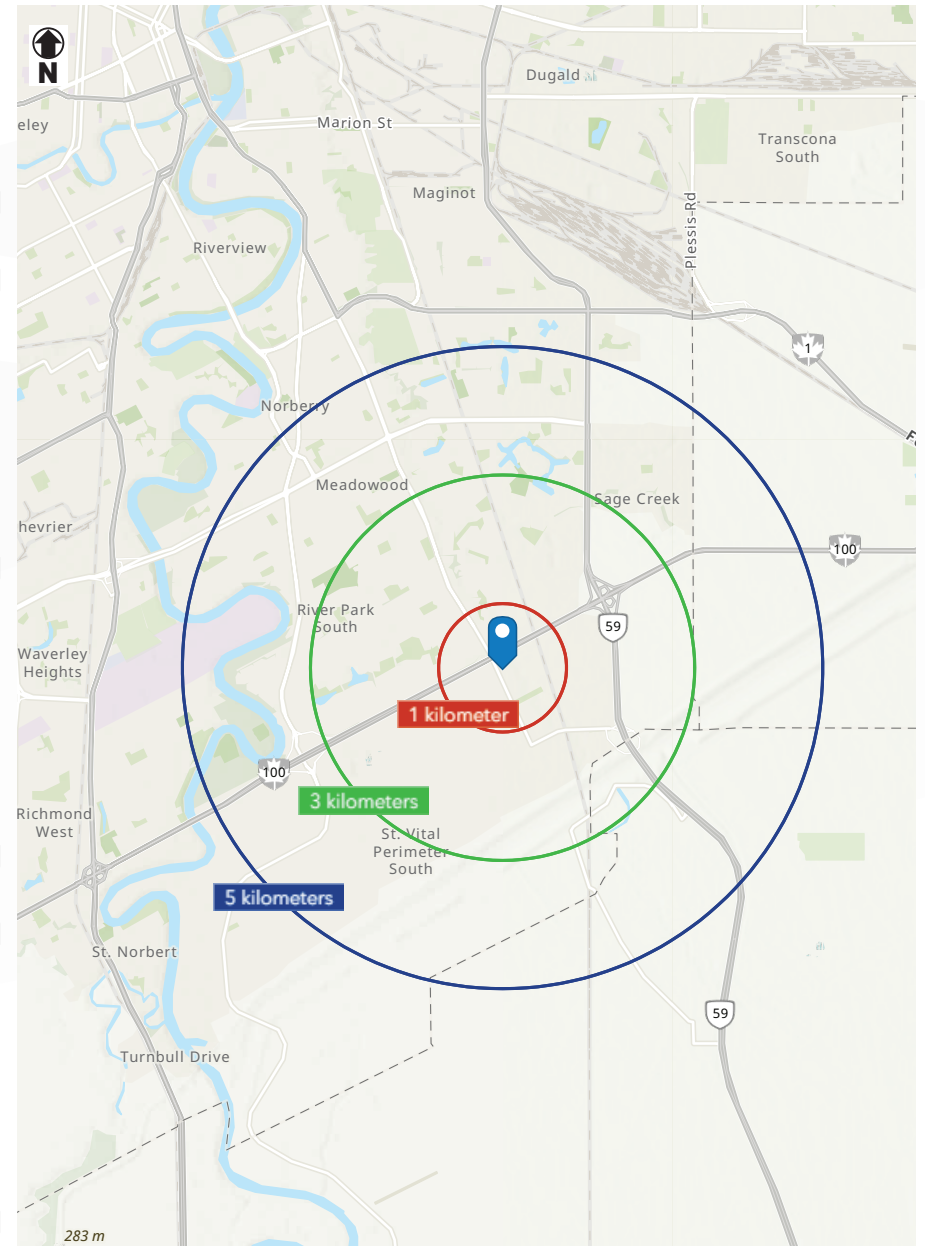 N
Dugald
eley
Marion St
Transcona
South
Maginot
Plessis Rd
Riverview
1
Norberry
Meadowood
Sage Creek
hevrier
100
River Park
South
59
Waverley
Heights
1 kilometer
100
3 kilometers
Richmond
West
St. Vital
Perimeter
South
5 kilometers
St. Norbert
59
Turnbull Drive
283 m